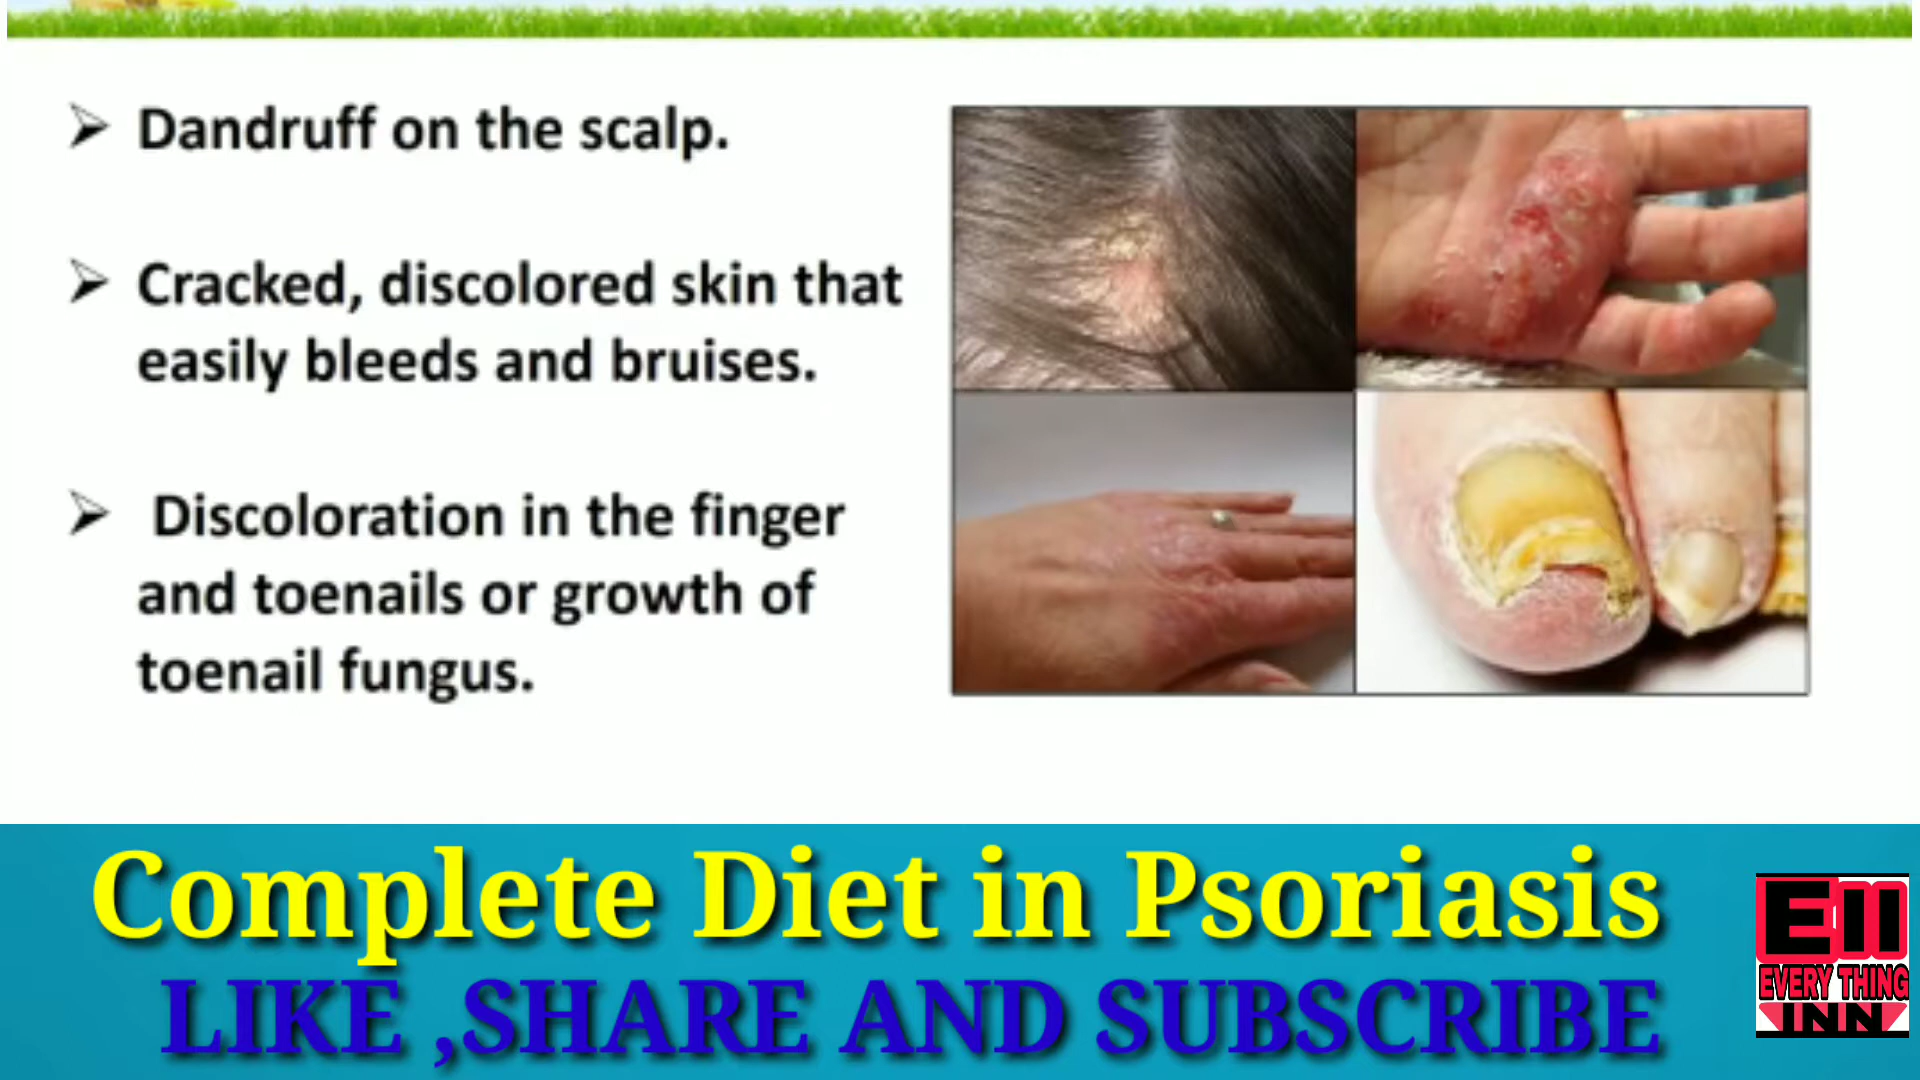 ➢ Dandruff on the scalp.
➢ Cracked, discolored skin that
easily bleeds and bruises.
➢ Discoloration in the finger
and toenails or growth of
toenail fungus.
Complete Diet in Psoriasis
LIKE ,SHARE AND SUBSCRIBE
EII
EVERY THING
INN